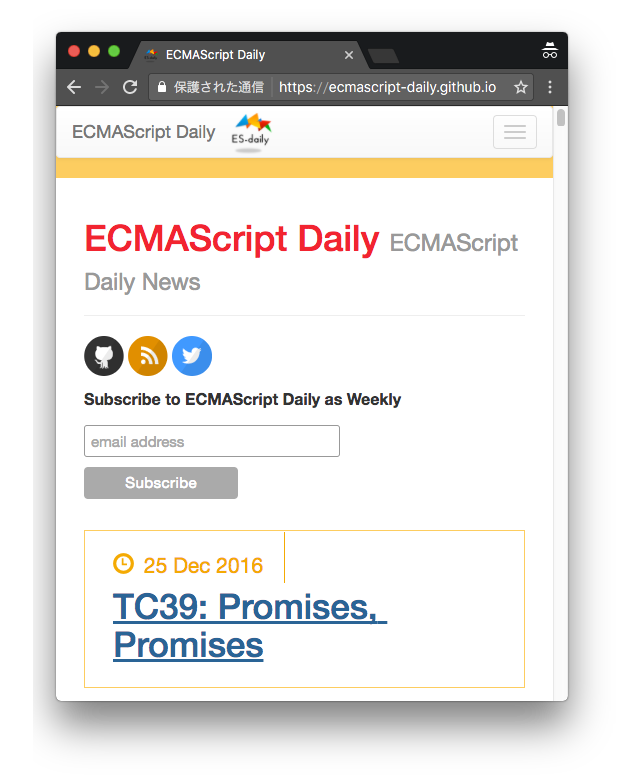 ECMAScript Daily
保護された通信 https://ecmascript-daily.github.io
ECMAScript Daily
ES-daily
ECMAScript Daily ECMAScript
Daily News
Subscribe to ECMAScript Daily as Weekly
email address
Subscribe
25 Dec 2016
TC39: Promises,
Promises